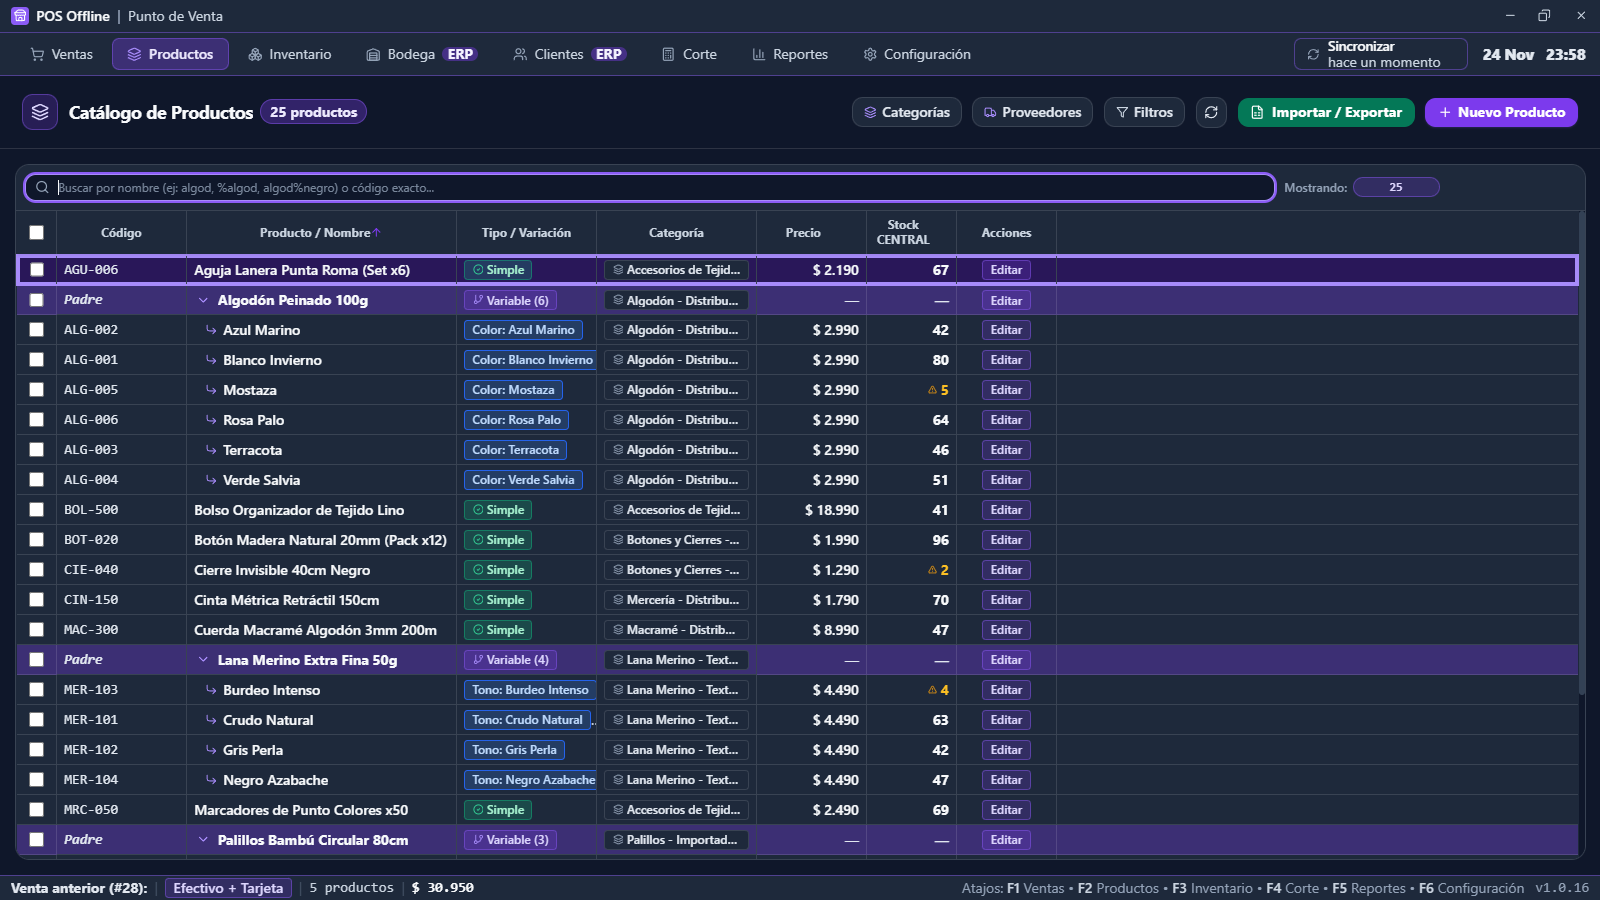 POS Offline | Punto de Venta
Ventas Productos Inventario Bodega ERP Clientes ERP Corte Reportes Configuración
Sincronizar
hace un momento
24 Nov 23:58
Catálogo de Productos 25 productos
Categorías Proveedores Filtros Importar / Exportar + Nuevo Producto
Buscar por nombre (ej: algod, %algod, algod%negro) o código exacto...
Mostrando: 25
Código Producto / Nombre↑ Tipo / Variación Categoría Precio Stock CENTRAL Acciones
AGU-006 Aguja Lanera Punta Roma (Set x6) Simple Accesorios de Tejid... $ 2.190 67 Editar
Padre Algodón Peinado 100g Variable (6) Algodón - Distribu... — — Editar
ALG-002 Azul Marino Color: Azul Marino Algodón - Distribu... $ 2.990 42 Editar
ALG-001 Blanco Invierno Color: Blanco Invierno Algodón - Distribu... $ 2.990 80 Editar
ALG-005 Mostaza Color: Mostaza Algodón - Distribu... $ 2.990 5 Editar
ALG-006 Rosa Palo Color: Rosa Palo Algodón - Distribu... $ 2.990 64 Editar
ALG-003 Terracota Color: Terracota Algodón - Distribu... $ 2.990 46 Editar
ALG-004 Verde Salvia Color: Verde Salvia Algodón - Distribu... $ 2.990 51 Editar
BOL-500 Bolso Organizador de Tejido Lino Simple Accesorios de Tejid... $ 18.990 41 Editar
BOT-020 Botón Madera Natural 20mm (Pack x12) Simple Botones y Cierres -... $ 1.990 96 Editar
CIE-040 Cierre Invisible 40cm Negro Simple Botones y Cierres -... $ 1.290 2 Editar
CIN-150 Cinta Métrica Retráctil 150cm Simple Mercería - Distribu... $ 1.790 70 Editar
MAC-300 Cuerda Macramé Algodón 3mm 200m Simple Macramé - Distrib... $ 8.990 47 Editar
Padre Lana Merino Extra Fina 50g Variable (4) Lana Merino - Text... — — Editar
MER-103 Burdeo Intenso Tono: Burdeo Intenso Lana Merino - Text... $ 4.490 4 Editar
MER-101 Crudo Natural Tono: Crudo Natural Lana Merino - Text... $ 4.490 63 Editar
MER-102 Gris Perla Tono: Gris Perla Lana Merino - Text... $ 4.490 42 Editar
MER-104 Negro Azabache Tono: Negro Azabache Lana Merino - Text... $ 4.490 47 Editar
MRC-050 Marcadores de Punto Colores x50 Simple Accesorios de Tejid... $ 2.490 69 Editar
Padre Palillos Bambú Circular 80cm Variable (3) Palillos - Importad... — — Editar
Venta anterior (#28): | Efectivo + Tarjeta | 5 productos | $ 30.950
Atajos: F1 Ventas • F2 Productos • F3 Inventario • F4 Corte • F5 Reportes • F6 Configuración v1.0.16